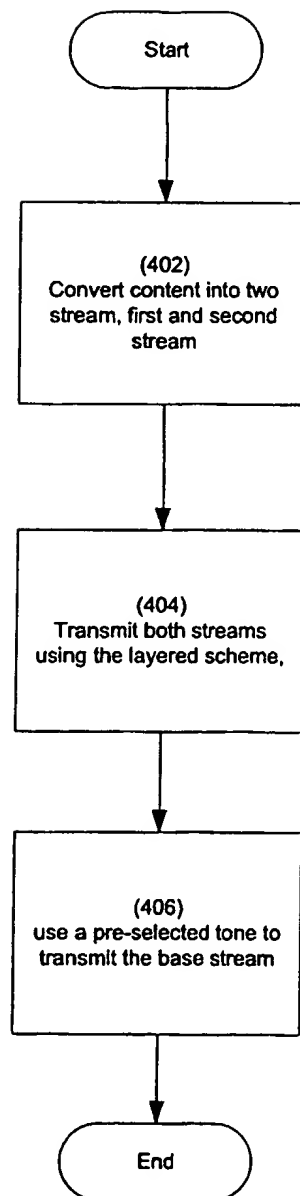 Start
(402)
Convert content into two
stream, first and second
stream
(404)
Transmit both streams
using the layered scheme,
(406)
use a pre-selected tone to
transmit the base stream
End